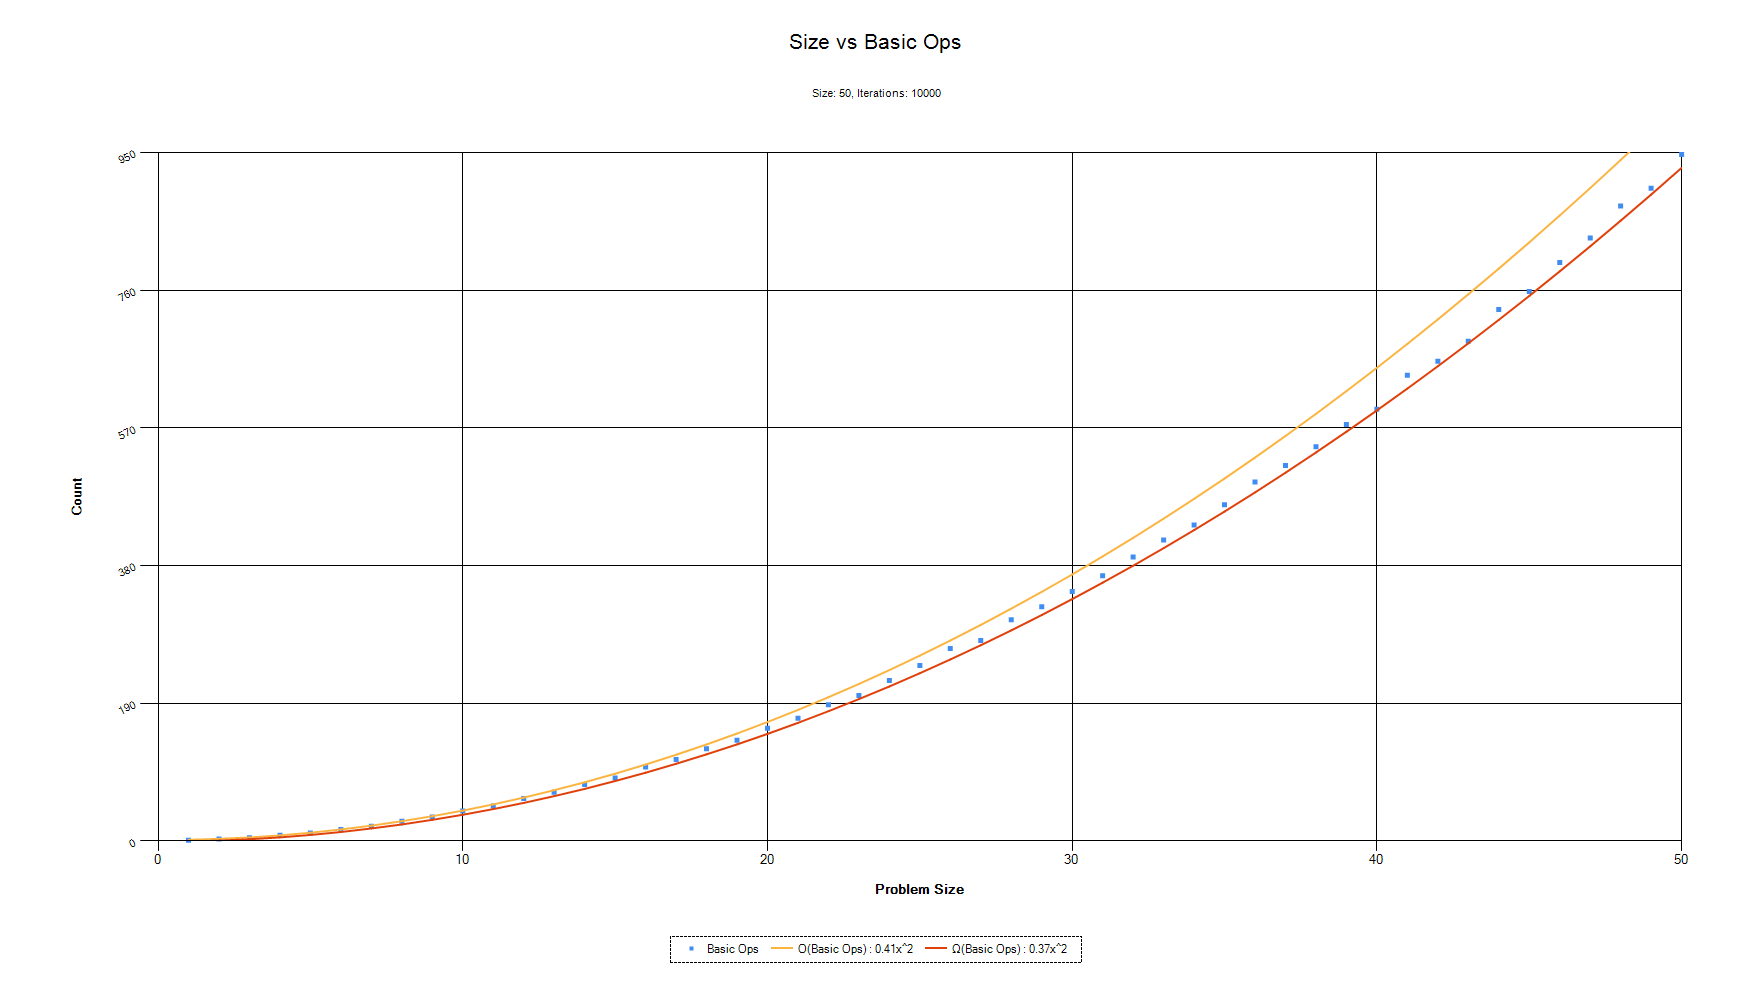 Size vs Basic Ops
Size: 50, Iterations: 10000
950
760
570
380
190
0
Count
0 10 20 30 40 50
Problem Size
Basic Ops O(Basic Ops) : 0.41x^2 Ω(Basic Ops) : 0.37x^2